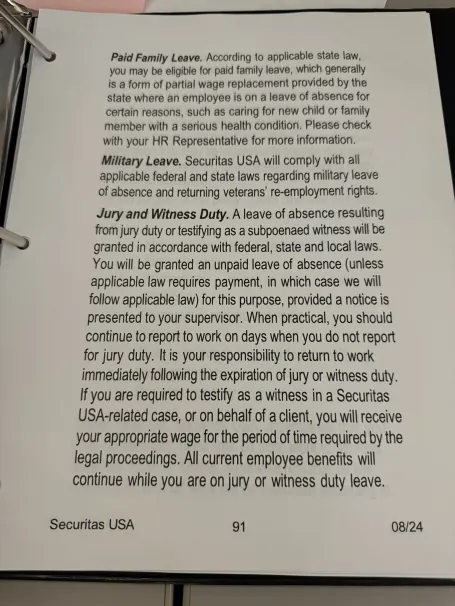 Paid Family Leave. According to applicable state law,
you may be eligible for paid family leave, which generally
is a form of partial wage replacement provided by the
state where an employee is on a leave of absence for
certain reasons, such as caring for new child or family
member with a serious health condition. Please check
with your HR Representative for more information.
Military Leave. Securitas USA will comply with all
applicable federal and state laws regarding military leave
of absence and returning veterans' re-employment rights.
Jury and Witness Duty. A leave of absence resulting
from jury duty or testifying as a subpoenaed witness will be
granted in accordance with federal, state and local laws.
You will be granted an unpaid leave of absence (unless
applicable law requires payment, in which case we will
follow applicable law) for this purpose, provided a notice is
presented to your supervisor. When practical, you should
continue to report to work on days when you do not report
for jury duty. It is your responsibility to return to work
immediately following the expiration of jury or witness duty.
If you are required to testify as a witness in a Securitas
USA-related case, or on behalf of a client, you will receive
your appropriate wage for the period of time required by the
legal proceedings. All current employee benefits will
continue while you are on jury or witness duty leave.
Securitas USA 91 08/24